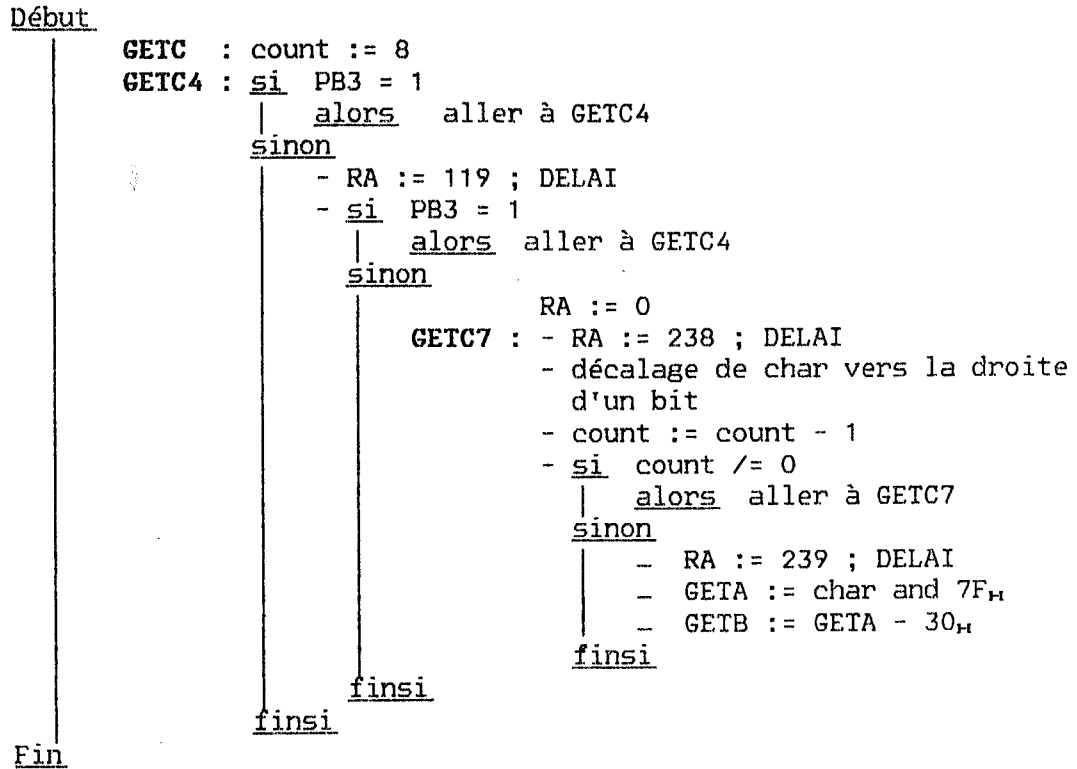 Début
GETC : count := 8
GETC4 : si PB3 = 1
alors aller à GETC4
sinon
- RA := 119 ; DELAI
- si PB3 = 1
alors aller à GETC4
sinon
RA := 0
GETC7 : - RA := 238 ; DELAI
- décalage de char vers la droite
d'un bit
- count := count - 1
- si count /= 0
alors aller à GETC7
sinon
- RA := 239 ; DELAI
- GETA := char and 7FH
- GETB := GETA - 30H
finsi
finsi
finsi
Fin